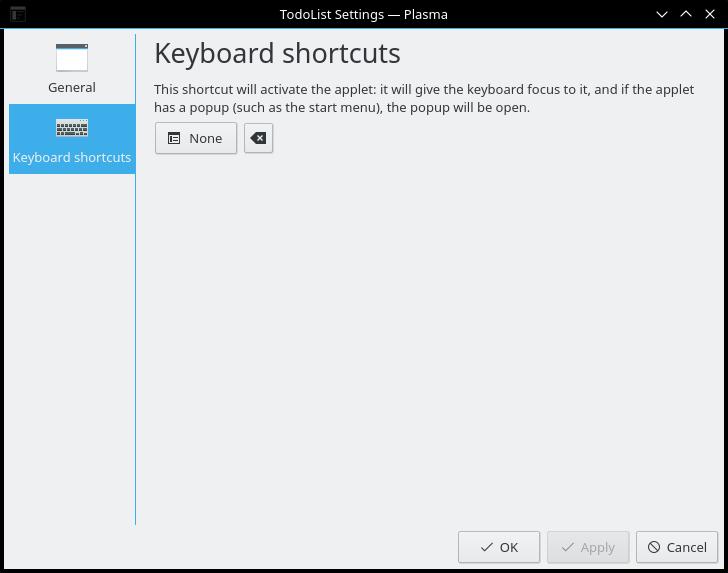 TodoList Settings — Plasma
General
Keyboard shortcuts
Keyboard shortcuts
This shortcut will activate the applet: it will give the keyboard focus to it, and if the applet
has a popup (such as the start menu), the popup will be open.
None
OK
Apply
Cancel